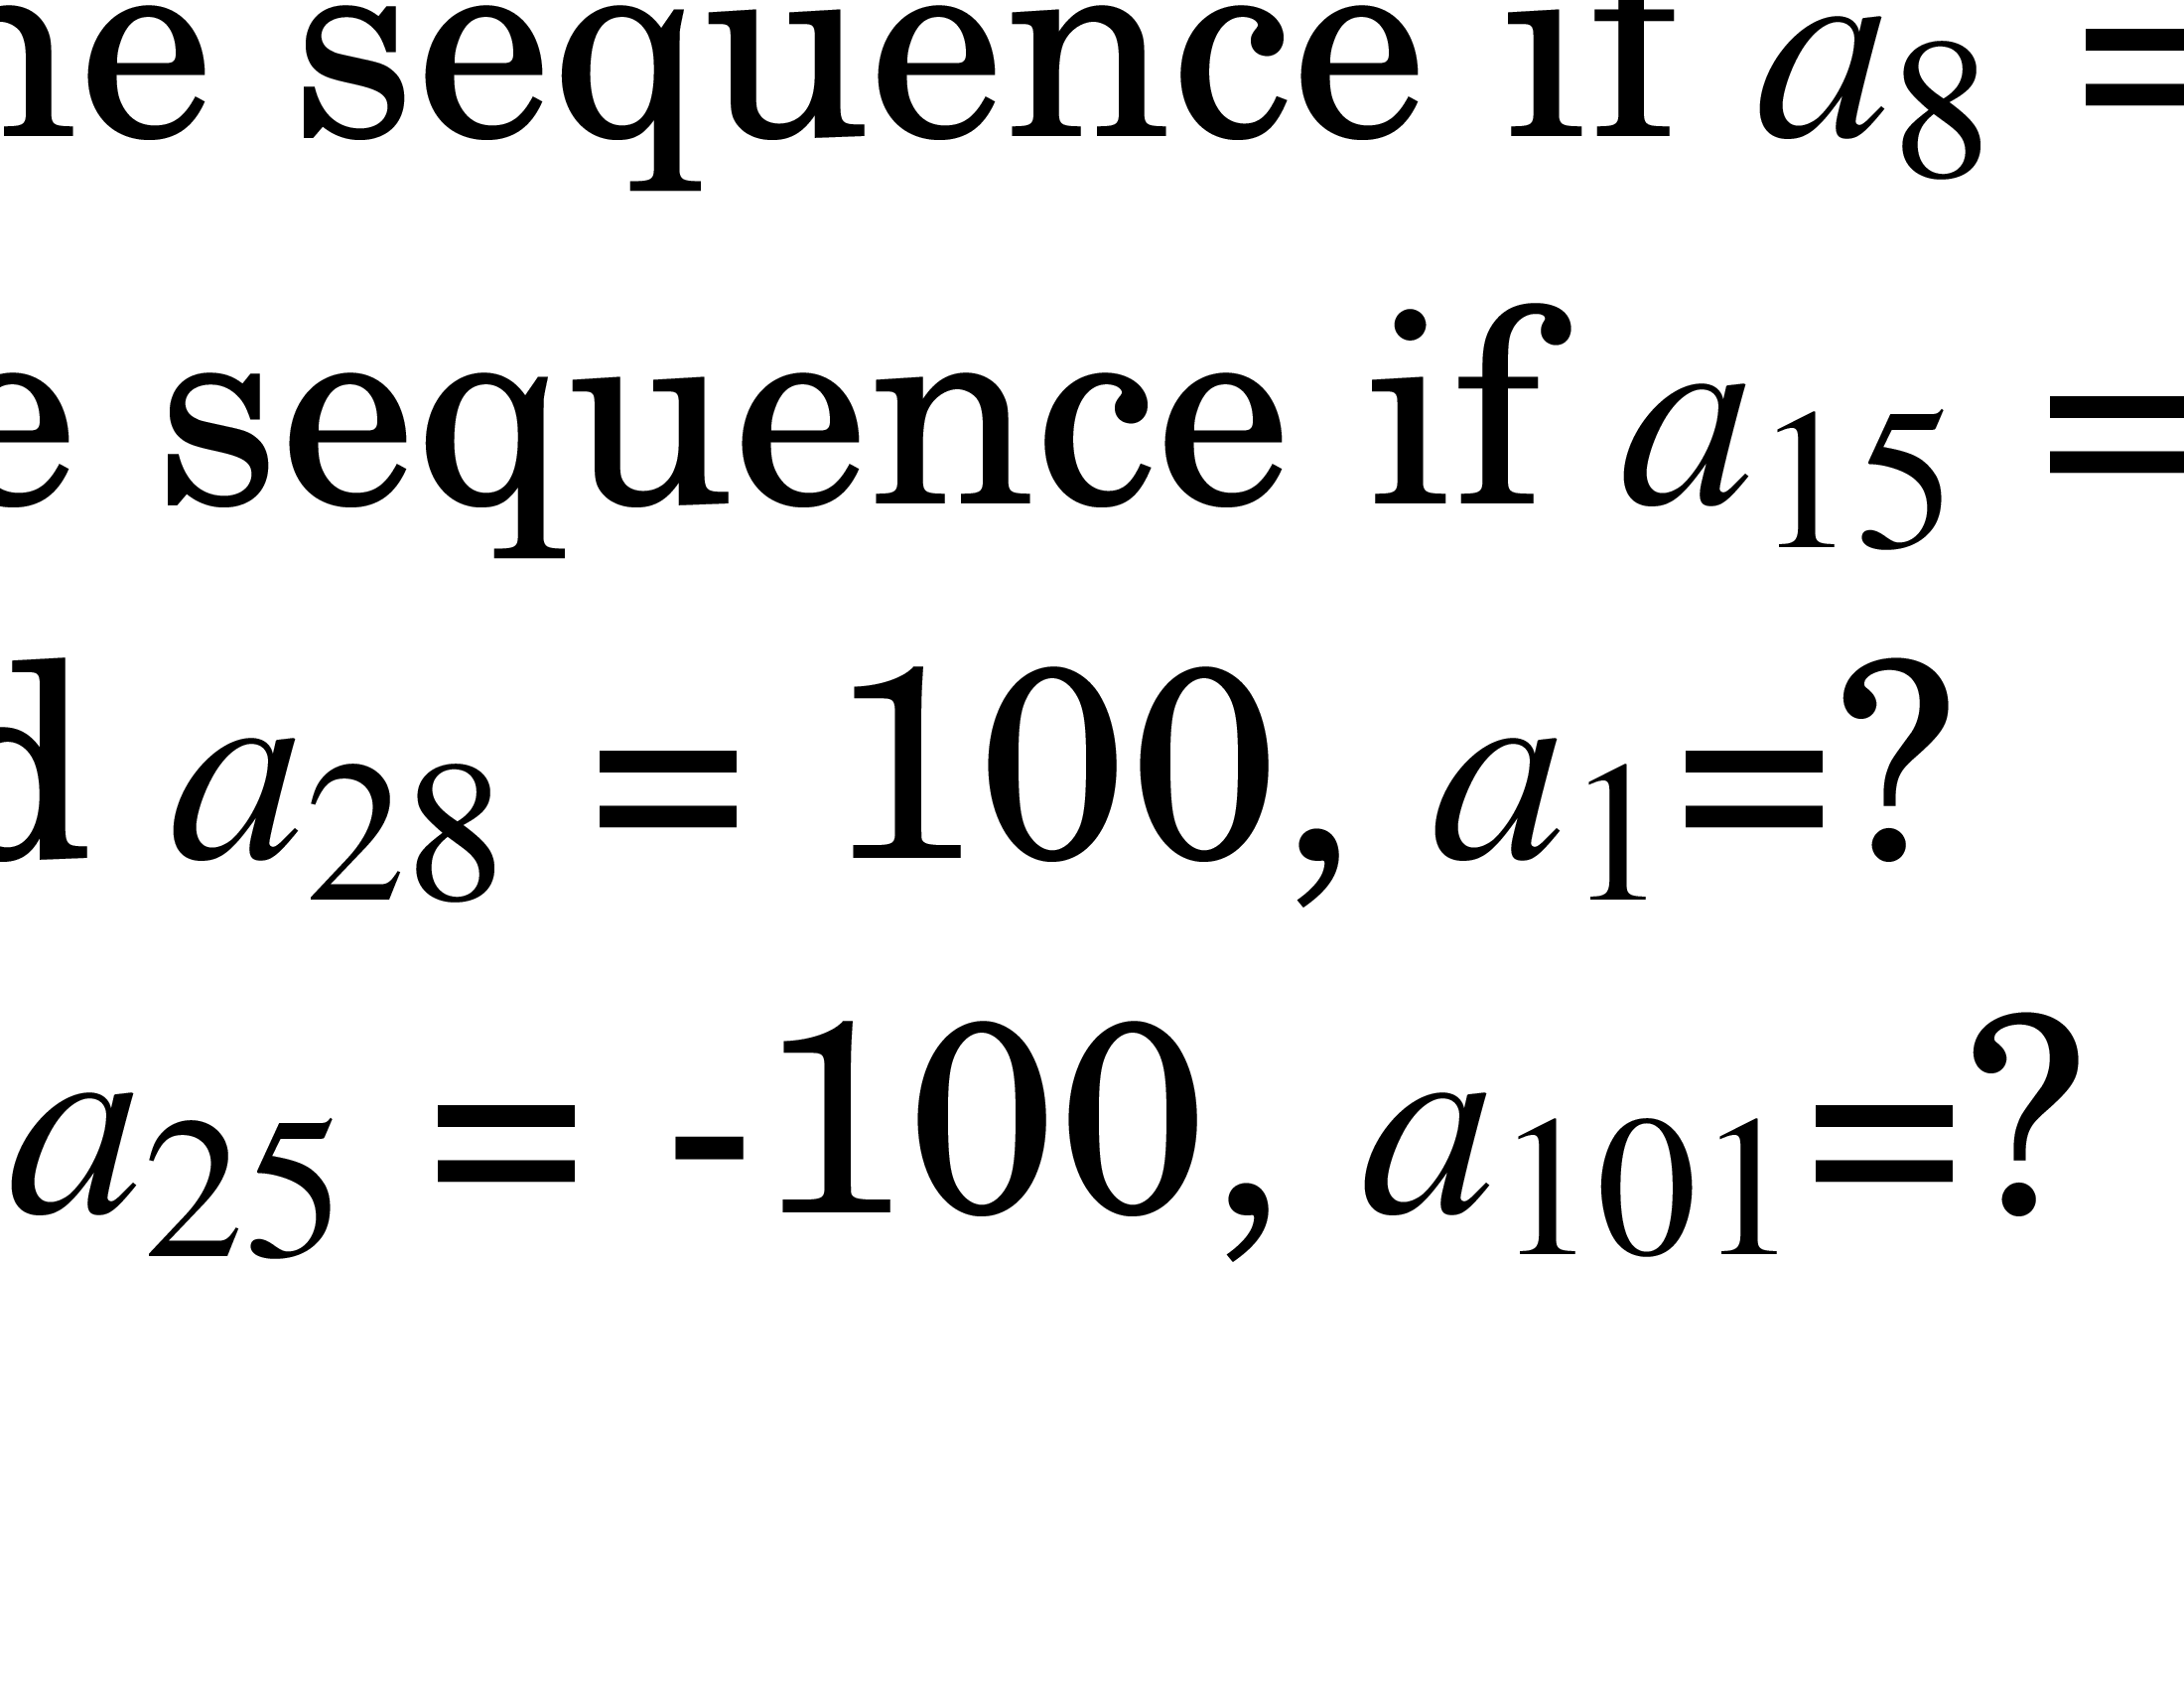 he sequence if a₈ =
e sequence if a₁₅ =
d a₂₈ = 100, a₁=?
a₂₅ = -100, a₁₀₁=?